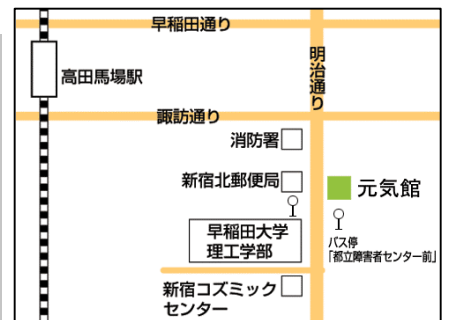 早稲田通り
明治通り
高田馬場駅
諏訪通り
消防署
新宿北郵便局
元気館
早稲田大学
理工学部
バス停
「都立障害者センター前」
新宿コズミック
センター